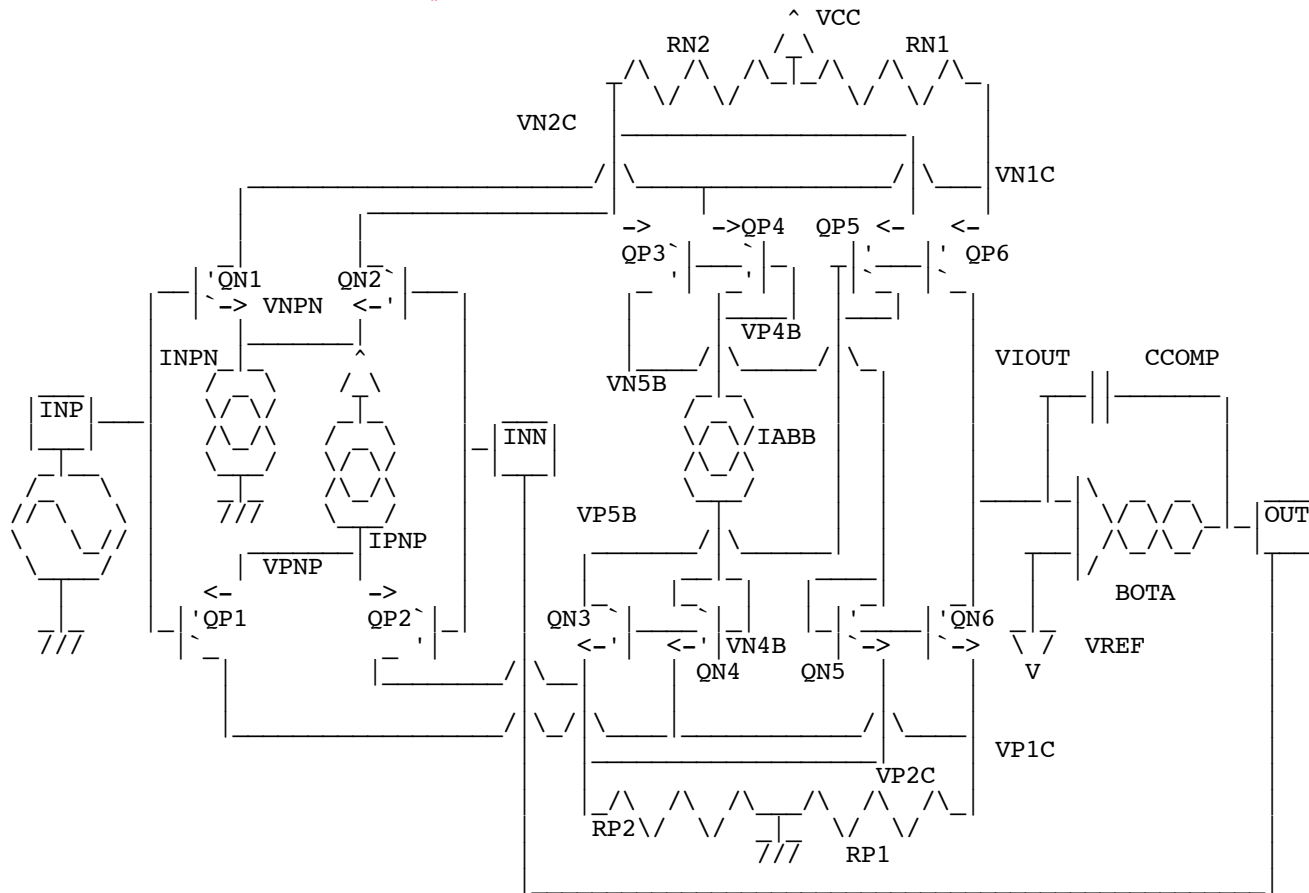 VCC
RN2 RN1
VN2C
VN1C
QP4 QP5
QP3 QP6
QN1 QN2
VNPN
VP4B
INPN VIOUT CCOMP
VN5B
INP INN IABB
VP5B OUT
IPNP
VPNP
BOTA
QP1 QP2 QN3 QN6
VN4B VREF
QN4 QN5 V
VP1C
VP2C
RP2 RP1